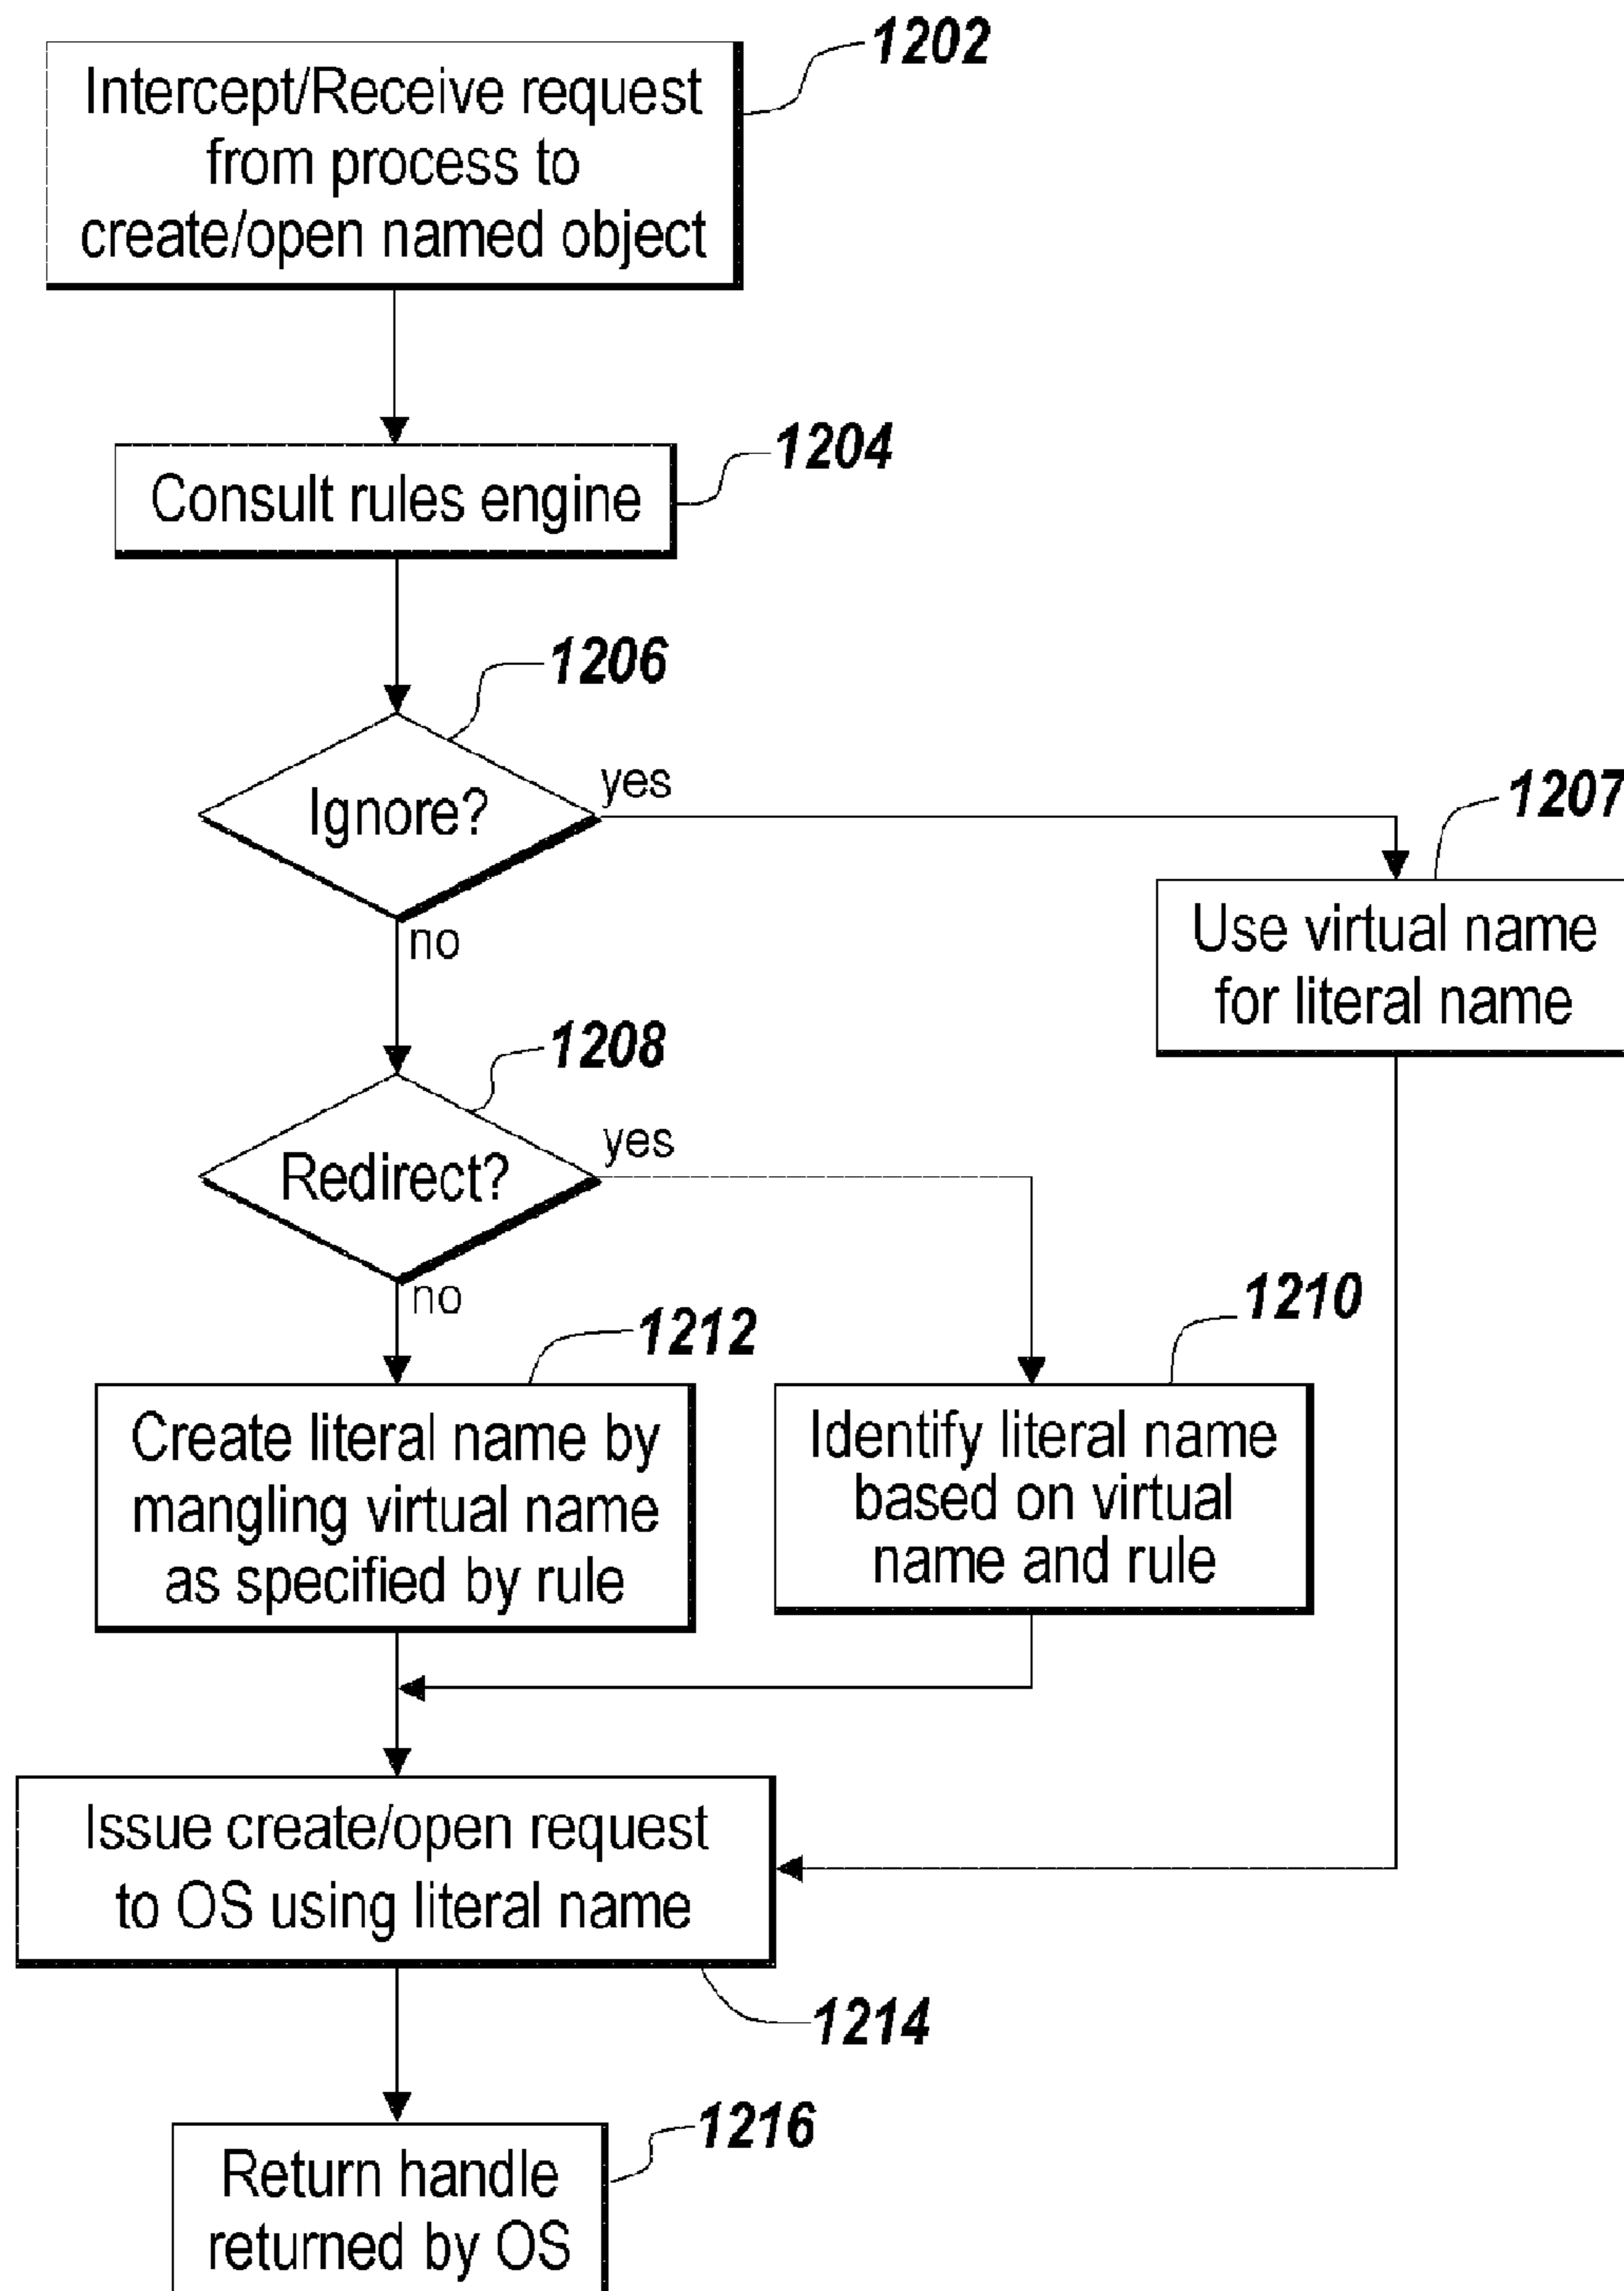 1202
Intercept/Receive request
from process to
create/open named object
1204
Consult rules engine
1206
Ignore?
yes
no
1207
Use virtual name
for literal name
1208
Redirect?
yes
no
1212
Create literal name by
mangling virtual name
as specified by rule
1210
Identify literal name
based on virtual
name and rule
Issue create/open request
to OS using literal name
1214
1216
Return handle
returned by OS